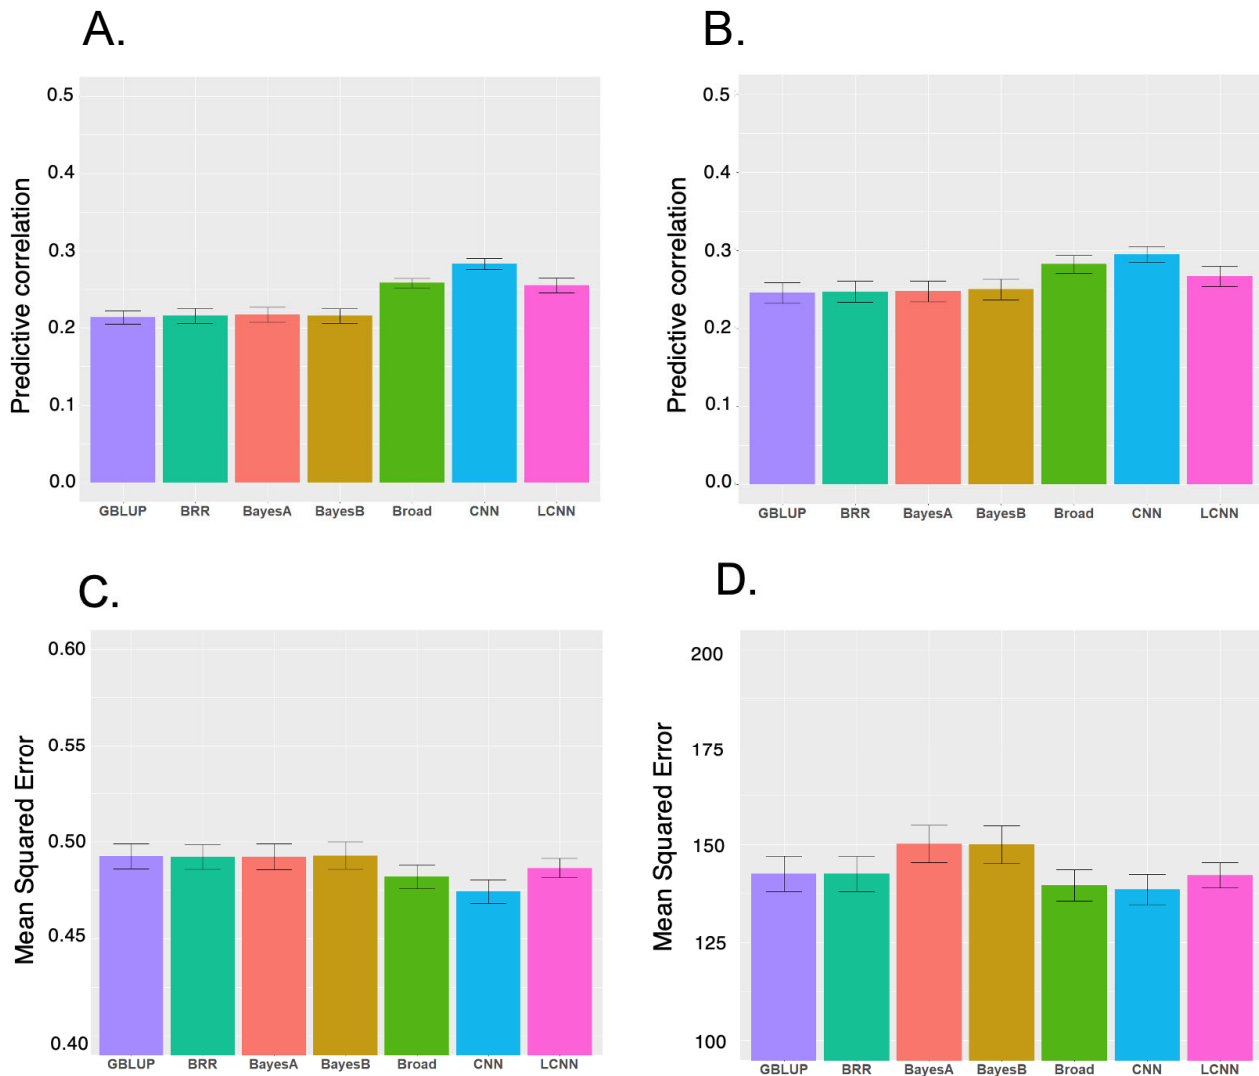 A.
Predictive correlation
0.5
0.4
0.3
0.2
0.1
0.0
GBLUP BRR BayesA BayesB Broad CNN LCNN
B.
Predictive correlation
0.5
0.4
0.3
0.2
0.1
0.0
GBLUP BRR BayesA BayesB Broad CNN LCNN
C.
Mean Squared Error
0.60
0.55
0.50
0.45
0.40
GBLUP BRR BayesA BayesB Broad CNN LCNN
D.
Mean Squared Error
200
175
150
125
100
GBLUP BRR BayesA BayesB Broad CNN LCNN